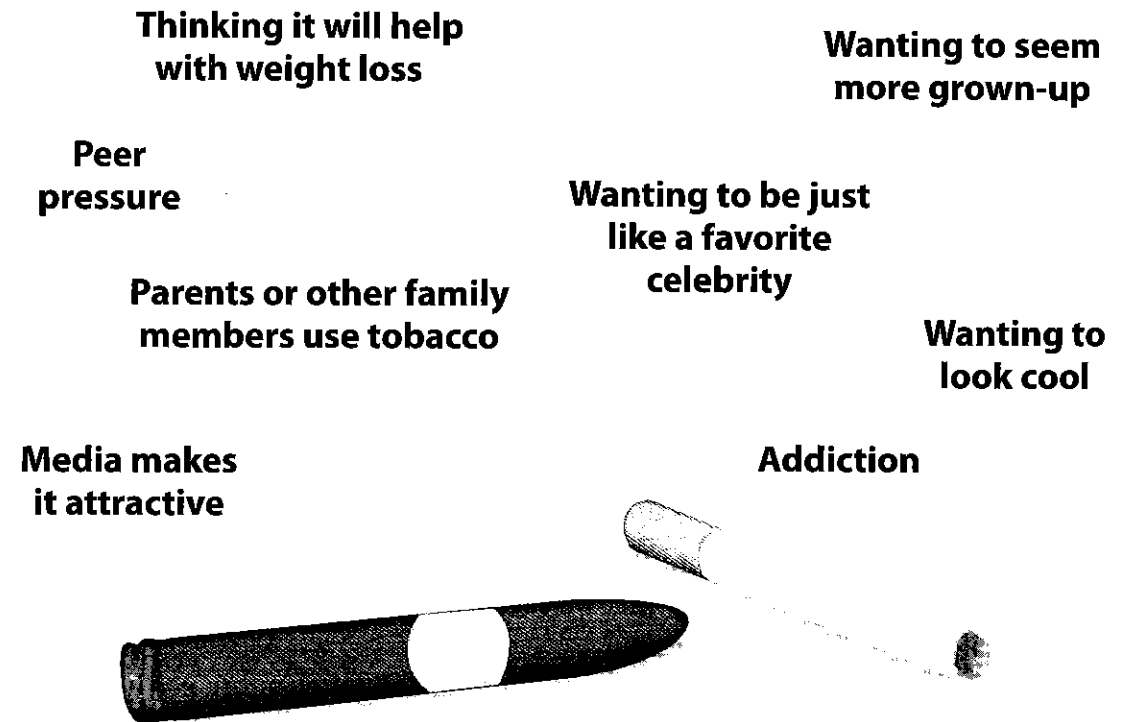 Thinking it will help
with weight loss
Wanting to seem
more grown-up
Peer
pressure
Wanting to be just
like a favorite
celebrity
Parents or other family
members use tobacco
Wanting to
look cool
Media makes
it attractive
Addiction